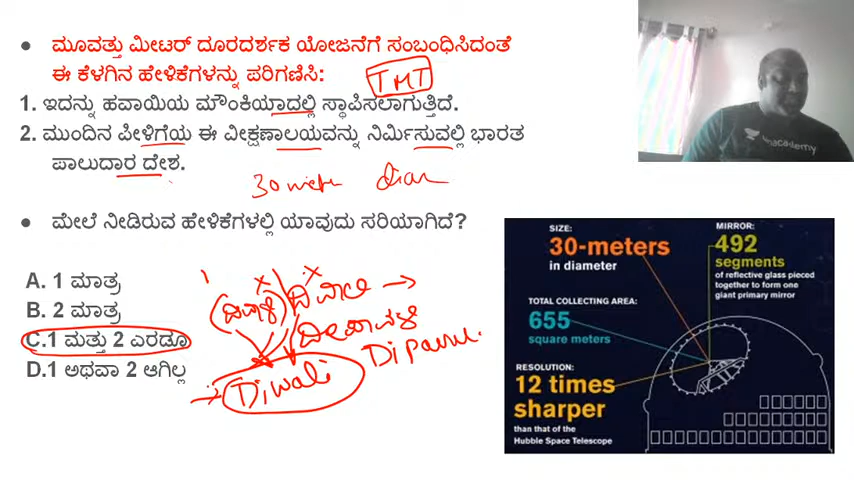 ಮೂವತ್ತು ಮೀಟರ್ ದೂರದರ್ಶಕ ಯೋಜನೆಗೆ ಸಂಬಂಧಿಸಿದಂತೆ
ಈ ಕೆಳಗಿನ ಹೇಳಿಕೆಗಳನ್ನು ಪರಿಗಣಿಸಿ:
TMT
1. ಇದನ್ನು ಹವಾಯಿಯ ಮೌಂಕಿಯಾದಲ್ಲಿ ಸ್ಥಾಪಿಸಲಾಗುತ್ತಿದೆ.
2. ಮುಂದಿನ ಪೀಳಿಗೆಯ ಈ ವೀಕ್ಷಣಾಲಯವನ್ನು ನಿರ್ಮಿಸುವಲ್ಲಿ ಭಾರತ
ಪಾಲುದಾರ ದೇಶ.
30 meter
ಮೇಲೆ ನೀಡಿರುವ ಹೇಳಿಕೆಗಳಲ್ಲಿ ಯಾವುದು ಸರಿಯಾಗಿದೆ?
A. 1 ಮಾತ್ರ
B. 2 ಮಾತ್ರ
C.1 ಮತ್ತು 2 ಎರಡೂ
D.1 ಅಥವಾ 2 ಆಗಿಲ್ಲ
ದೀಪಾವಳಿ
Diwali
SIZE:
30-meters
in diameter
MIRROR:
492
segments
of reflective glass pieced
together to form one
giant primary mirror
TOTAL COLLECTING AREA:
655
square meters
RESOLUTION:
12 times
sharper
than that of the
Hubble Space Telescope